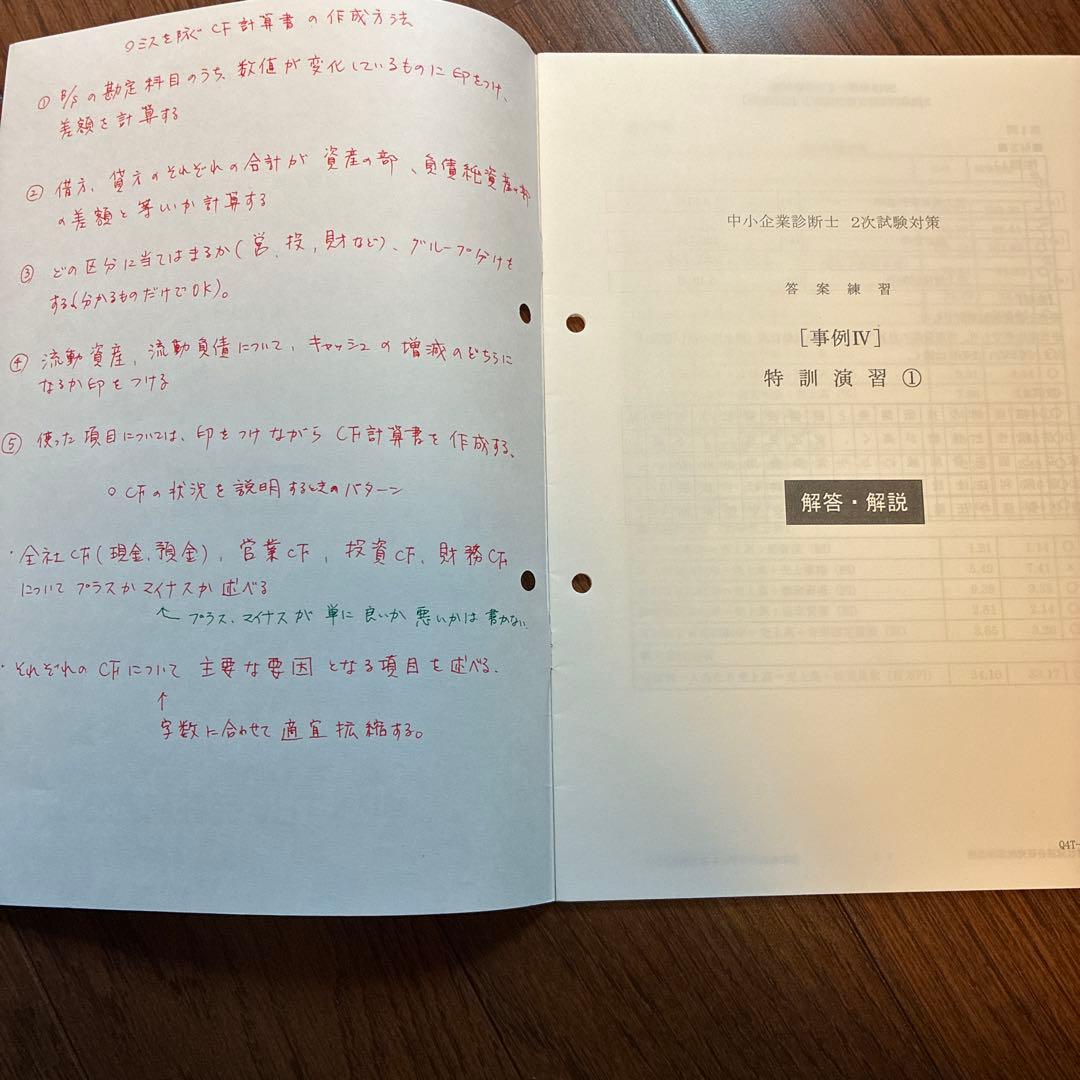 ○ミスを防ぐCF計算書の作成方法
① B/Sの勘定科目のうち、数値が変化しているものに印をつけ、
差額を計算する
② 借方、貸方のそれぞれの合計が資産の部、負債純資産の部
の差額と等しいか計算する
③ どの区分に当てはまるか(営、投、財など)、グループ分けを
する(分かるものだけでOK)。
④ 流動資産、流動負債について、キャッシュの増減のどちらに
なるか印をつける
⑤ 使った項目については、印をつけながらCF計算書を作成する、
○ CFの状況を説明するときのパターン
・全社CF(現金、預金)、営業CF、投資CF、財務CF
についてプラスかマイナスか述べる
← プラス、マイナスが単に良いか悪いかは書かない
・それぞれのCFについて主要な要因となる項目を述べる.
↑
字数に合わせて適宜拡縮する。
中小企業診断士 2次試験対策
答案練習
[事例Ⅳ]
特訓演習①
解答・解説
Q4T-